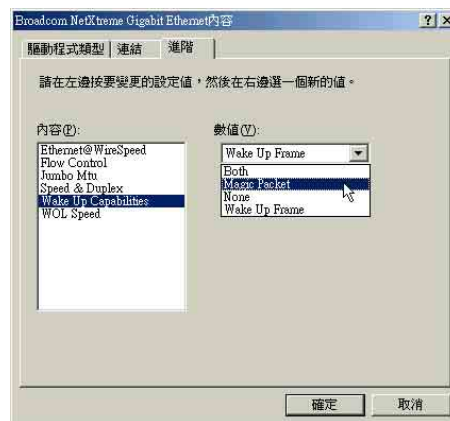 Broadcom NetXtreme Gigabit Ethernet內容
驅動程式類型 連結 進階
請在左邊按要變更的設定值，然後在右邊選一個新的值。
內容(P):
Ethernet@WireSpeed
Flow Control
Jumbo Mtu
Speed & Duplex
Wake Up Capabilities
WOL Speed
數值(V):
Wake Up Frame
Both
Magic Packet
None
Wake Up Frame
確定 取消